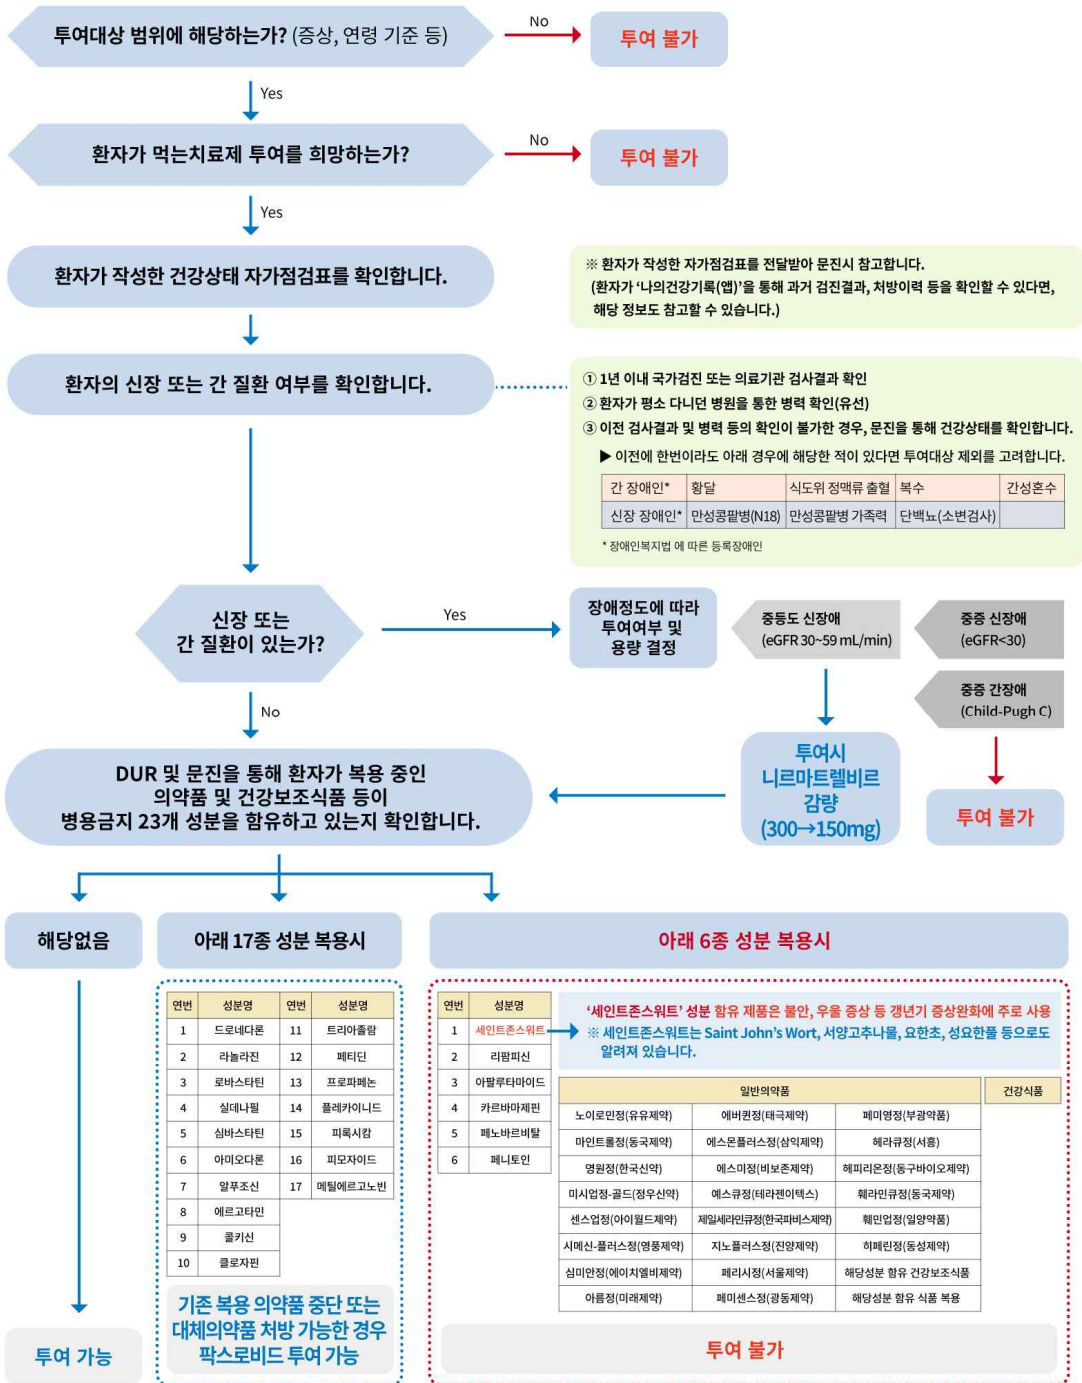 투여대상 범위에 해당하는가? (증상, 연령 기준 등)
No
투여 불가
Yes
환자가 먹는치료제 투여를 희망하는가?
No
투여 불가
Yes
환자가 작성한 건강상태 자가점검표를 확인합니다.
※ 환자가 작성한 자가점검표를 전달받아 문진시 참고합니다.
(환자가 ‘나의건강기록(앱)’을 통해 과거 검진결과, 처방이력 등을 확인할 수 있다면,
해당 정보도 참고할 수 있습니다.)
환자의 신장 또는 간 질환 여부를 확인합니다.
① 1년 이내 국가검진 또는 의료기관 검사결과 확인
② 환자가 평소 다니던 병원을 통한 병력 확인(유선)
③ 이전 검사결과 및 병력 등의 확인이 불가한 경우, 문진을 통해 건강상태를 확인합니다.
▶ 이전에 한번이라도 아래 경우에 해당한 적이 있다면 투여대상 제외를 고려합니다.
간 장애인* 황달 식도위 정맥류 출혈 복수 간성혼수
신장 장애인* 만성콩팥병(N18) 만성콩팥병 가족력 단백뇨(소변검사)
* 장애인복지법 에 따른 등록장애인
신장 또는
간 질환이 있는가?
Yes
장애정도에 따라
투여여부 및
용량 결정
중등도 신장애
(eGFR 30~59 mL/min)
중증 신장애
(eGFR<30)
중증 간장애
(Child-Pugh C)
No
투여시
니르마트렐비르
감량
(300→150mg)
투여 불가
DUR 및 문진을 통해 환자가 복용 중인
의약품 및 건강보조식품 등이
병용금지 23개 성분을 함유하고 있는지 확인합니다.
해당없음
아래 17종 성분 복용시
아래 6종 성분 복용시
연번 성분명 연번 성분명
1 드로네다론 11 트리아졸람
2 라놀라진 12 페티딘
3 로바스타틴 13 프로파페논
4 실데나필 14 플레카이니드
5 심바스타틴 15 피록시캄
6 아미오다론 16 피모자이드
7 알푸조신 17 메틸에르고노빈
8 에르고타민
9 콜키신
10 클로자핀
기존 복용 의약품 중단 또는
대체의약품 처방 가능한 경우
팍스로비드 투여 가능
연번 성분명
1 세인트존스워트
2 리팜피신
3 아팔루타마이드
4 카르바마제핀
5 페노바르비탈
6 페니토인
‘세인트존스워트’ 성분 함유 제품은 불안, 우울 증상 등 갱년기 증상완화에 주로 사용
※ 세인트존스워트는 Saint John’s Wort, 서양고추나물, 요한초, 성요한풀 등으로도
알려져 있습니다.
일반의약품 건강식품
노이로민정(유유제약) 에버퀸정(태극제약) 페미영정(부광약품)
마인트롤정(동국제약) 에스몬플러스정(삼익제약) 헤라큐정(서흥)
명원정(한국신약) 에스미정(비보존제약) 헤피리온정(동구바이오제약)
미시업정-골드(정우신약) 예스큐정(테라젠이텍스) 훼라민큐정(동국제약)
센스업정(아이월드제약) 제일세라민큐정(한국파비스제약) 훼민업정(일양약품)
시메신-플러스정(영풍제약) 지노플러스정(진양제약) 히페린정(동성제약)
심미안정(에이치엘비제약) 페리시정(서울제약) 해당성분 함유 건강보조식품
아름정(미래제약) 페미센스정(광동제약) 해당성분 함유 식품 복용
투여 가능
투여 불가